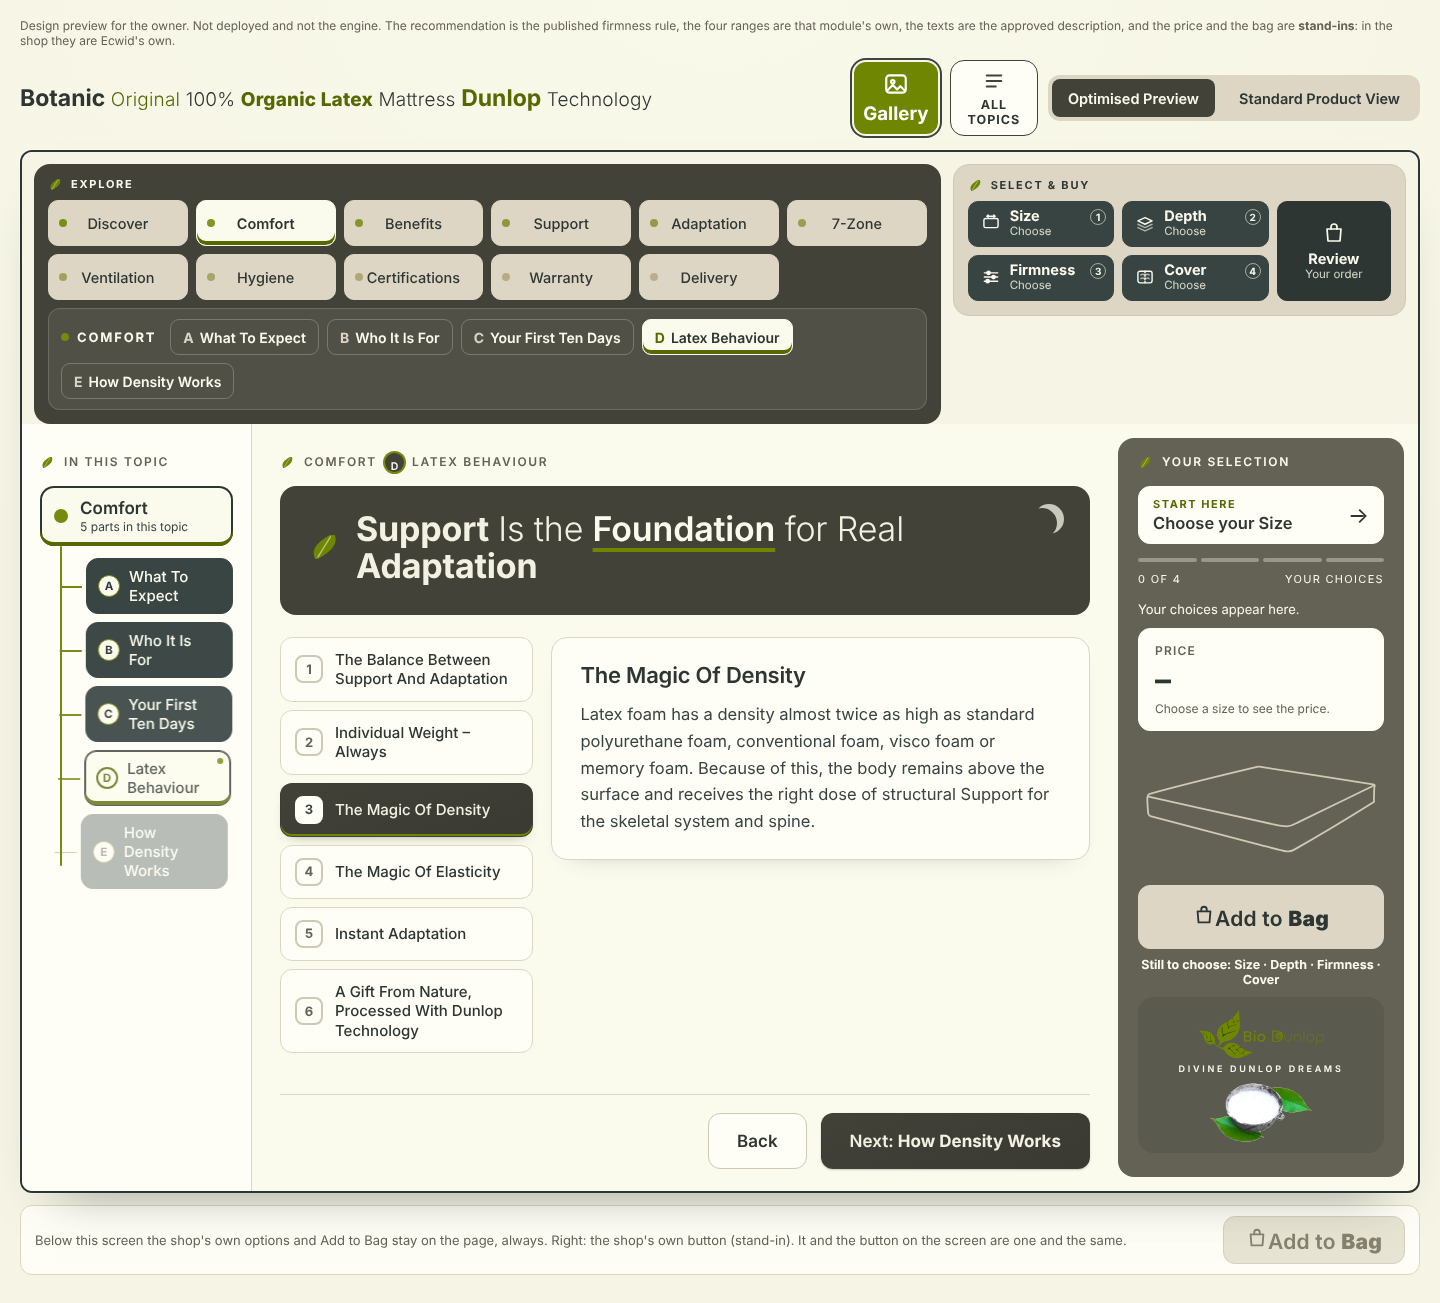 Design preview for the owner. Not deployed and not the engine. The recommendation is the published firmness rule, the four ranges are that module's own, the texts are the approved description, and the price and the bag are stand-ins: in the
shop they are Ecwid's own.
Botanic Original 100% Organic Latex Mattress Dunlop Technology
Gallery
ALL
TOPICS
Optimised Preview
Standard Product View
EXPLORE
Discover
Comfort
Benefits
Support
Adaptation
7-Zone
Ventilation
Hygiene
Certifications
Warranty
Delivery
COMFORT
A What To Expect
B Who It Is For
C Your First Ten Days
D Latex Behaviour
E How Density Works
SELECT & BUY
Size
Choose
1
Depth
Choose
2
Firmness
Choose
3
Cover
Choose
4
Review
Your order
IN THIS TOPIC
Comfort
5 parts in this topic
A
What To
Expect
B
Who It Is
For
C
Your First
Ten Days
D
Latex
Behaviour
E
How
Density
Works
COMFORT D LATEX BEHAVIOUR
Support Is the Foundation for Real
Adaptation
1
The Balance Between
Support And Adaptation
2
Individual Weight –
Always
3
The Magic Of Density
4
The Magic Of Elasticity
5
Instant Adaptation
6
A Gift From Nature,
Processed With Dunlop
Technology
The Magic Of Density
Latex foam has a density almost twice as high as standard
polyurethane foam, conventional foam, visco foam or
memory foam. Because of this, the body remains above the
surface and receives the right dose of structural Support for
the skeletal system and spine.
Back
Next: How Density Works
YOUR SELECTION
START HERE
Choose your Size
0 OF 4
YOUR CHOICES
Your choices appear here.
PRICE
–
Choose a size to see the price.
Add to Bag
Still to choose: Size · Depth · Firmness ·
Cover
Bio Dunlop
DIVINE DUNLOP DREAMS
Below this screen the shop's own options and Add to Bag stay on the page, always. Right: the shop's own button (stand-in). It and the button on the screen are one and the same.
Add to Bag